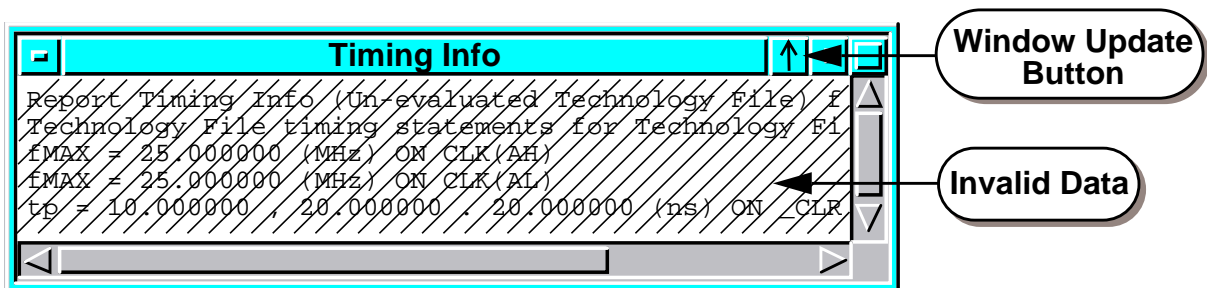 Timing Info
Window Update
Button
Report Timing Info (Un-evaluated Technology File) f
Technology File timing statements for Technology Fi
fMAX = 25.000000 (MHz) ON CLK(AH)
fMAX = 25.000000 (MHz) ON CLK(AL)
tp = 10.000000 , 20.000000 . 20.000000 (ns) ON _CLR
Invalid Data